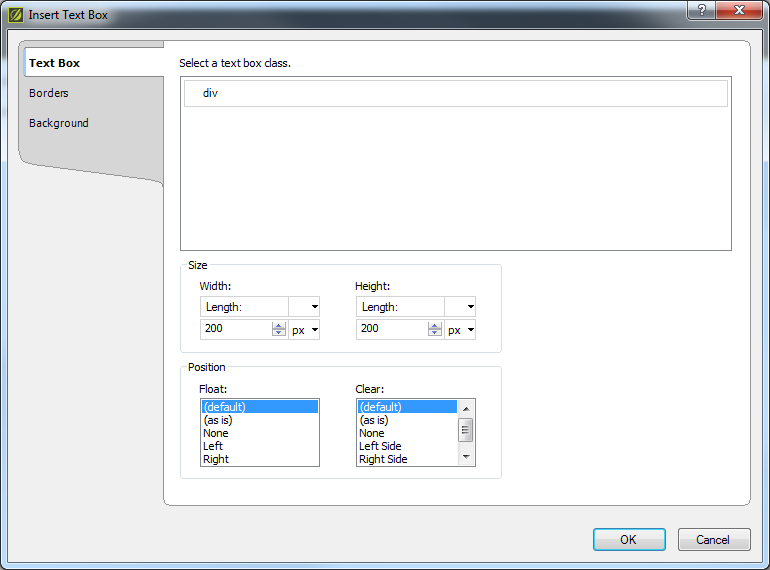 Insert Text Box
Text Box
Borders
Background
Select a text box class.
div
Size
Width: Height:
Length: Length:
200 px 200 px
Position
Float: Clear:
(default) (default)
(as is) (as is)
None None
Left Left Side
Right Right Side
OK Cancel